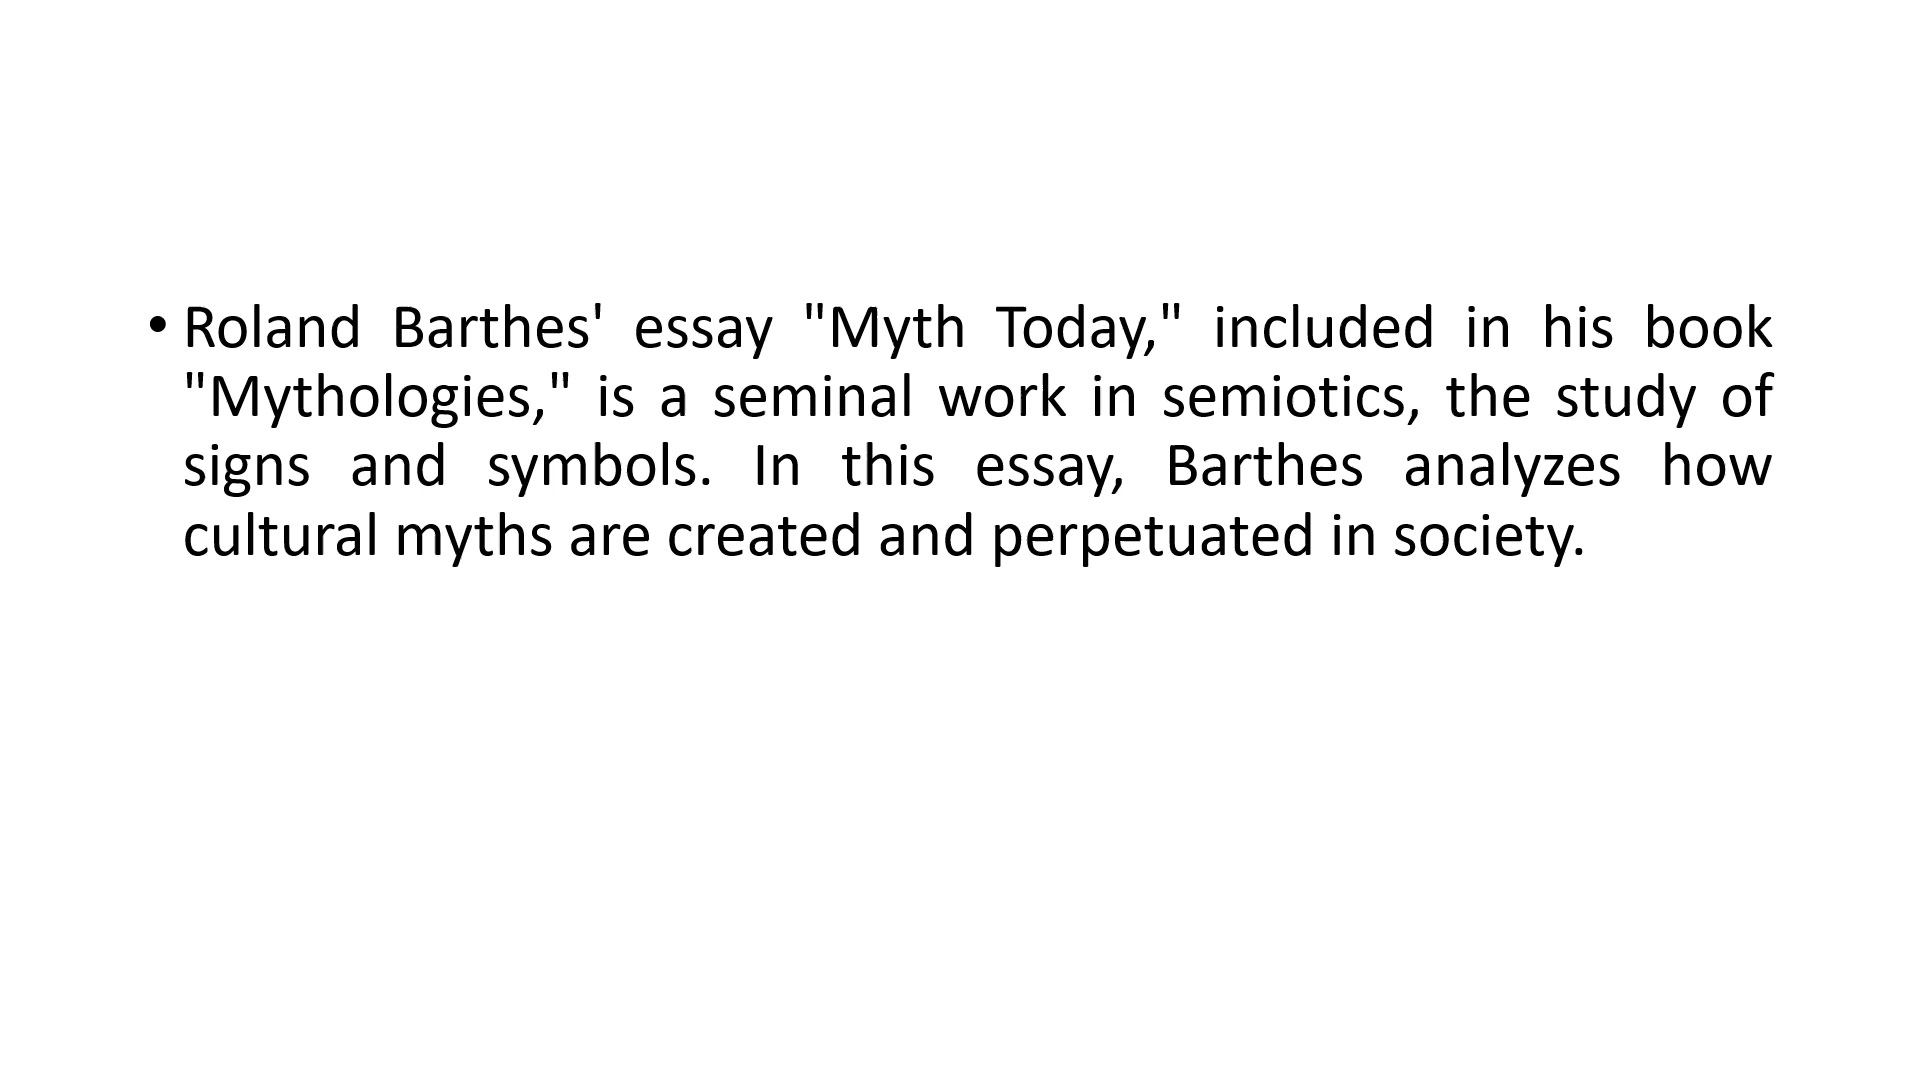 • Roland Barthes' essay "Myth Today," included in his book
"Mythologies," is a seminal work in semiotics, the study of
signs and symbols. In this essay, Barthes analyzes how
cultural myths are created and perpetuated in society.